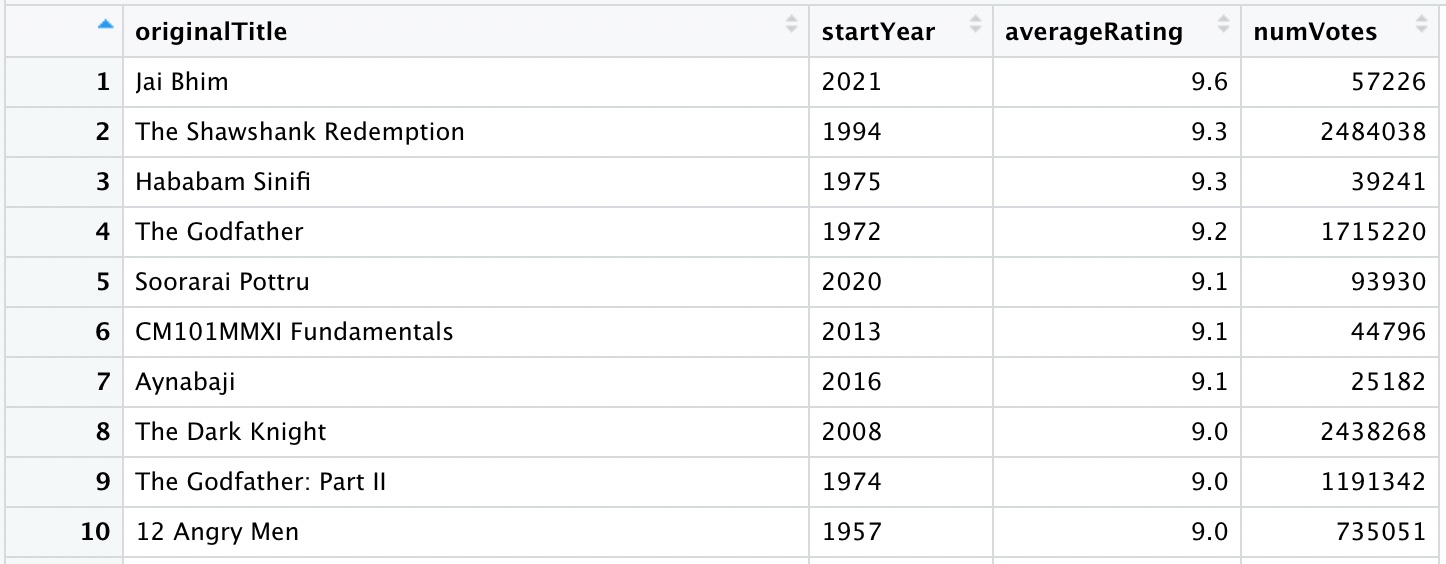 originalTitle startYear averageRating numVotes
1 Jai Bhim 2021 9.6 57226
2 The Shawshank Redemption 1994 9.3 2484038
3 Hababam Sinifi 1975 9.3 39241
4 The Godfather 1972 9.2 1715220
5 Soorarai Pottru 2020 9.1 93930
6 CM101MMXI Fundamentals 2013 9.1 44796
7 Aynabaji 2016 9.1 25182
8 The Dark Knight 2008 9.0 2438268
9 The Godfather: Part II 1974 9.0 1191342
10 12 Angry Men 1957 9.0 735051